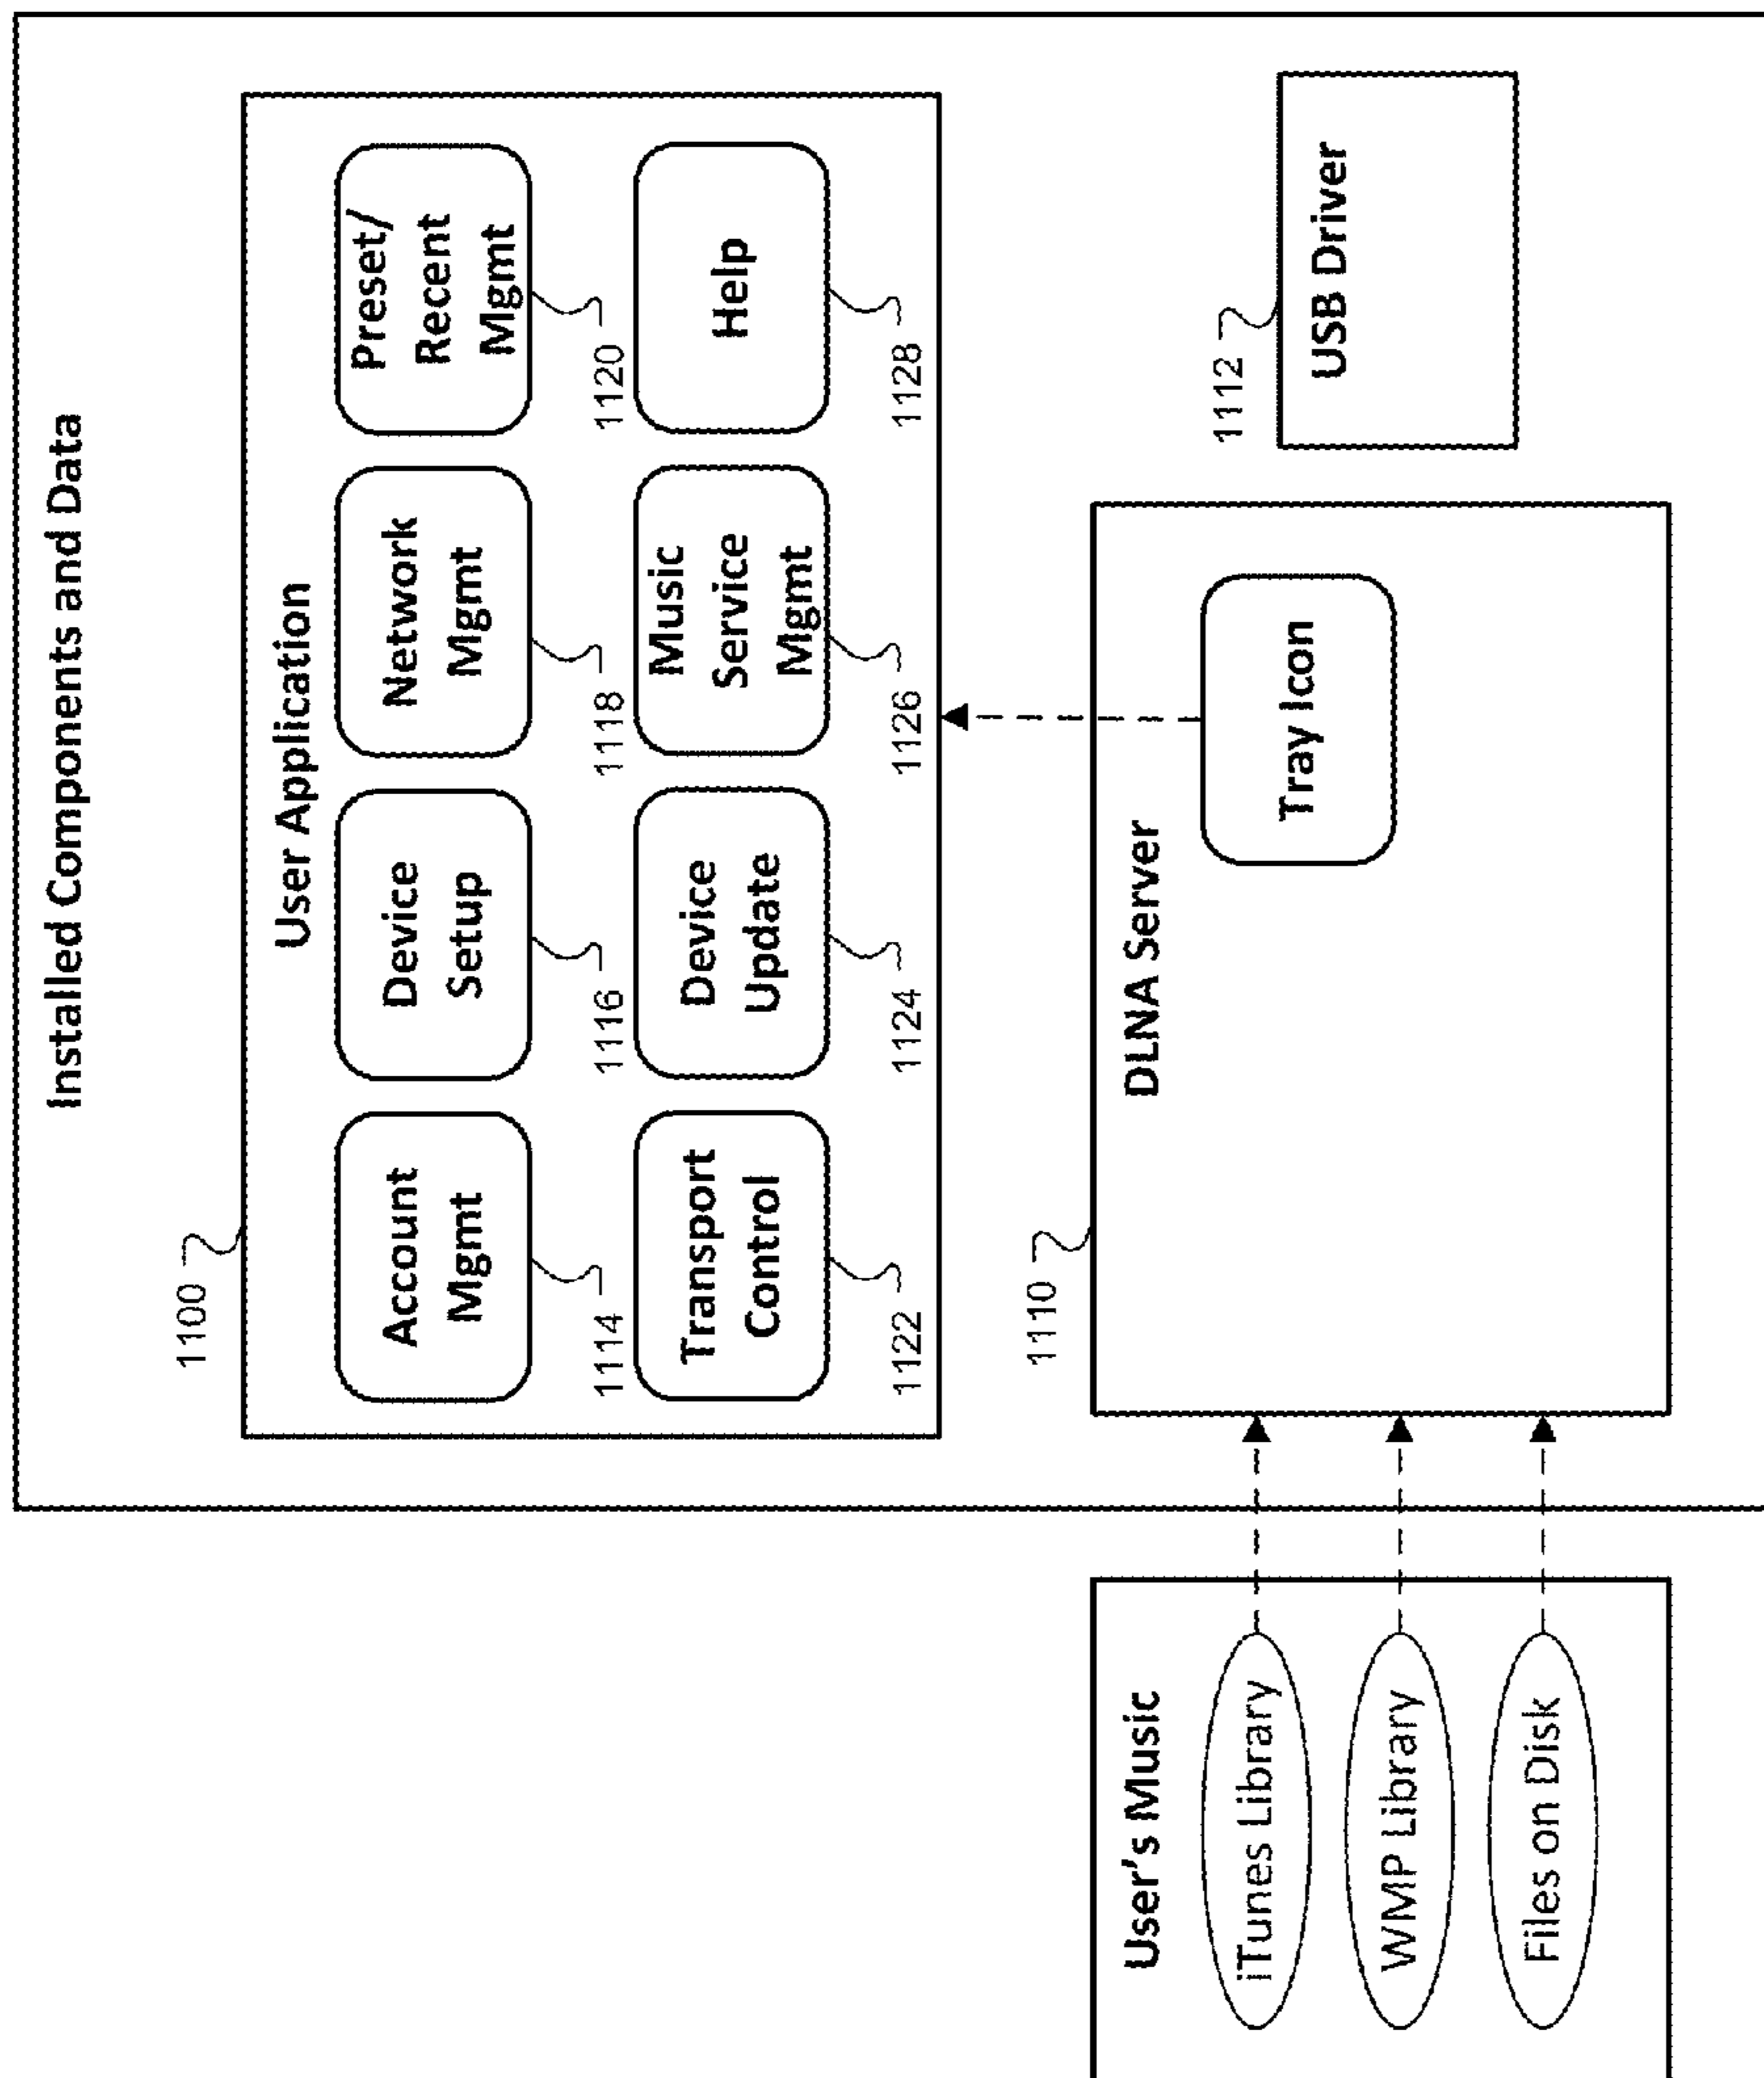 Installed Components and Data
1100
User Application
Account
Mgmt
1114
Device
Setup
1116
Network
Mgmt
1118
Preset/
Recent
Mgmt
1120
Transport
Control
1122
Device
Update
1124
Music
Service
Mgmt
1126
Help
1128
User's Music
iTunes Library
WMP Library
Files on Disk
1110
DLNA Server
Tray Icon
1112
USB Driver